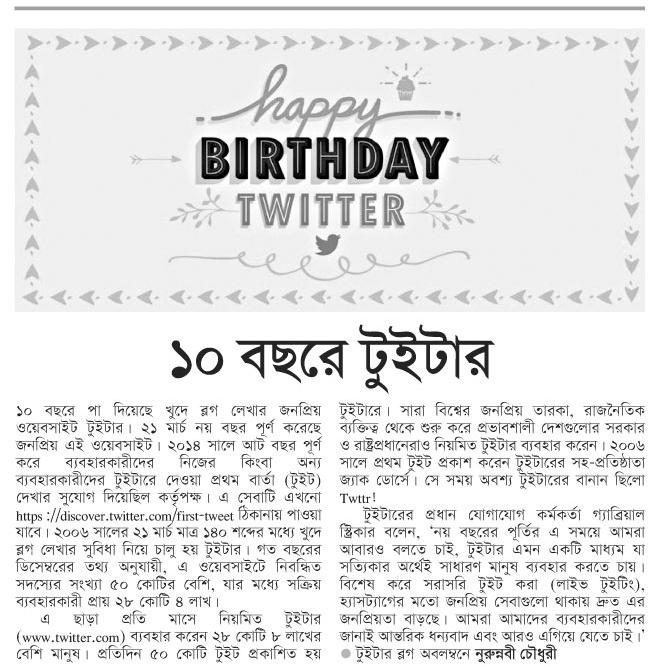 happy
BIRTHDAY
TWITTER
১০ বছরে টুইটার
১০ বছরে পা দিয়েছে খুদে ব্লগ লেখার জনপ্রিয়
ওয়েবসাইট টুইটার। ২১ মার্চ নয় বছর পূর্ণ করেছে
জনপ্রিয় এই ওয়েবসাইট। ২০১৪ সালে আট বছর পূর্ণ
করে ব্যবহারকারীদের নিজের কিংবা অন্য
ব্যবহারকারীদের টুইটারে দেওয়া প্রথম বার্তা (টুইট)
দেখার সুযোগ দিয়েছিল কর্তৃপক্ষ। এ সেবাটি এখনো
https://discover.twitter.com/first-tweet ঠিকানায় পাওয়া
যাবে। ২০০৬ সালের ২১ মার্চ মাত্র ১৪০ শব্দের মধ্যে খুদে
ব্লগ লেখার সুবিধা নিয়ে চালু হয় টুইটার। গত বছরের
ডিসেম্বরের তথ্য অনুযায়ী, এ ওয়েবসাইটে নিবন্ধিত
সদস্যের সংখ্যা ৫০ কোটির বেশি, যার মধ্যে সক্রিয়
ব্যবহারকারী প্রায় ২৮ কোটি ৪ লাখ।
এ ছাড়া প্রতি মাসে নিয়মিত টুইটার
(www.twitter.com) ব্যবহার করেন ২৮ কোটি ৮ লাখের
বেশি মানুষ। প্রতিদিন ৫০ কোটি টুইট প্রকাশিত হয়
টুইটারে। সারা বিশ্বের জনপ্রিয় তারকা, রাজনৈতিক
ব্যক্তিত্ব থেকে শুরু করে প্রভাবশালী দেশগুলোর সরকার
ও রাষ্ট্রপ্রধানেরাও নিয়মিত টুইটার ব্যবহার করেন। ২০০৬
সালে প্রথম টুইট প্রকাশ করেন টুইটারের সহ-প্রতিষ্ঠাতা
জ্যাক ডোর্সে। সে সময় অবশ্য টুইটারের বানান ছিলো
Twttr!
টুইটারের প্রধান যোগাযোগ কর্মকর্তা গ্যাব্রিয়াল
স্ট্রিকার বলেন, ‘নয় বছরের পূর্তির এ সময়ে আমরা
আবারও বলতে চাই, টুইটার এমন একটি মাধ্যম যা
সত্যিকার অর্থেই সাধারণ মানুষ ব্যবহার করতে চায়।
বিশেষ করে সরাসরি টুইট করা (লাইভ টুইটিং),
হ্যাসট্যাগের মতো জনপ্রিয় সেবাগুলো থাকায় দ্রুত এর
জনপ্রিয়তা বাড়ছে। আমরা আমাদের ব্যবহারকারীদের
জানাই আন্তরিক ধন্যবাদ এবং আরও এগিয়ে যেতে চাই।’
● টুইটার ব্লগ অবলম্বনে নুরুন্নবী চৌধুরী